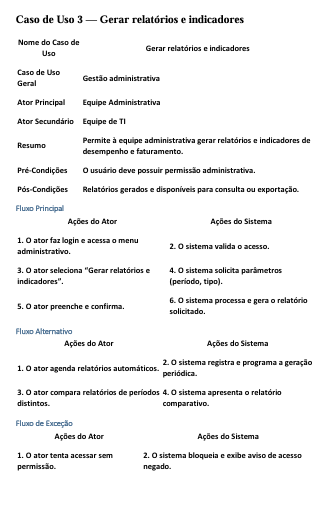 Caso de Uso 3 — Gerar relatórios e indicadores
Nome do Caso de Uso
Gerar relatórios e indicadores
Caso de Uso Geral
Gestão administrativa
Ator Principal
Equipe Administrativa
Ator Secundário
Equipe de TI
Resumo
Permite à equipe administrativa gerar relatórios e indicadores de
desempenho e faturamento.
Pré-Condições
O usuário deve possuir permissão administrativa.
Pós-Condições
Relatórios gerados e disponíveis para consulta ou exportação.
Fluxo Principal
Ações do Ator
Ações do Sistema
1. O ator faz login e acessa o menu
administrativo.
2. O sistema valida o acesso.
3. O ator seleciona “Gerar relatórios e
indicadores”.
4. O sistema solicita parâmetros
(período, tipo).
5. O ator preenche e confirma.
6. O sistema processa e gera o relatório
solicitado.
Fluxo Alternativo
Ações do Ator
Ações do Sistema
1. O ator agenda relatórios automáticos.
2. O sistema registra e programa a geração
periódica.
3. O ator compara relatórios de períodos
distintos.
4. O sistema apresenta o relatório
comparativo.
Fluxo de Exceção
Ações do Ator
Ações do Sistema
1. O ator tenta acessar sem
permissão.
2. O sistema bloqueia e exibe aviso de acesso
negado.